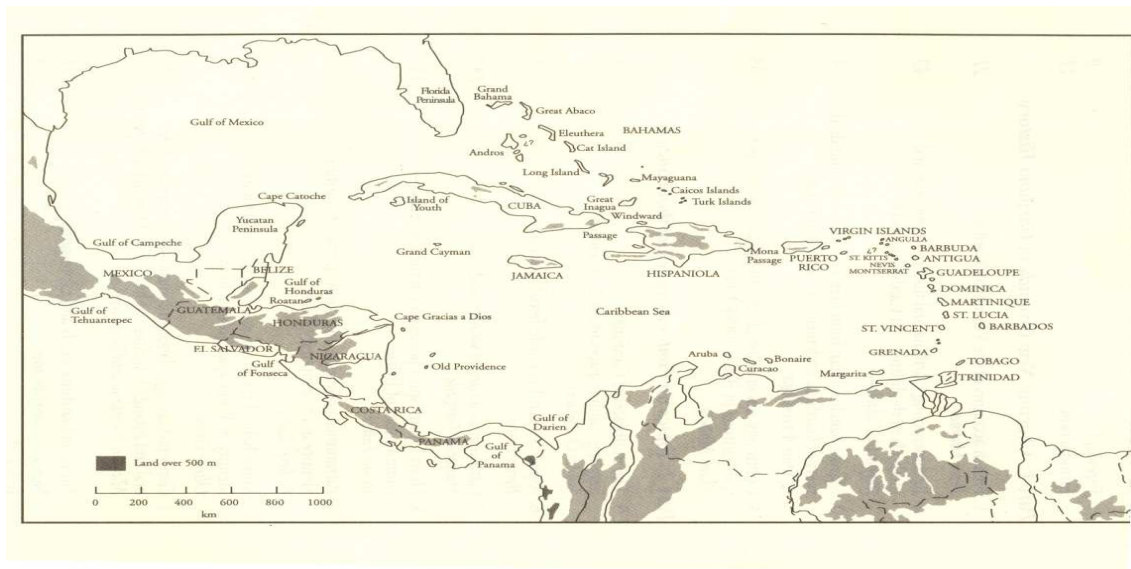 Florida
Peninsula
Grand
Bahama
Great Abaco
Gulf of Mexico
Eleuthera
BAHAMAS
¿?
Cat Island
Andros
Long Island
Mayaguana
Caicos Islands
Turk Islands
Cape Catoche
Island of
Youth
CUBA
Great
Inagua
Windward
Passage
Yucatan
Peninsula
Gulf of Campeche
Grand Cayman
VIRGIN ISLANDS
ANGULLA
Mona
Passage
PUERTO
RICO
¿?
ST. KITTS
NEVIS
MONTSERRAT
BARBUDA
ANTIGUA
GUADELOUPE
MEXICO
BELIZE
JAMAICA
HISPANIOLA
Gulf of
Honduras
Roatan
DOMINICA
MARTINIQUE
Gulf of
Tehuantepec
GUATEMALA
HONDURAS
Cape Gracias a Dios
Caribbean Sea
ST. LUCIA
ST. VINCENT
BARBADOS
EL SALVADOR
NICARAGUA
Gulf
of Fonseca
Old Providence
Aruba
Curacao
Bonaire
GRENADA
Margarita
TOBAGO
TRINIDAD
COSTA RICA
PANAMA
Gulf of
Darien
Gulf
of
Panama
Land over 500 m
0 200 400 600 800 1000
km